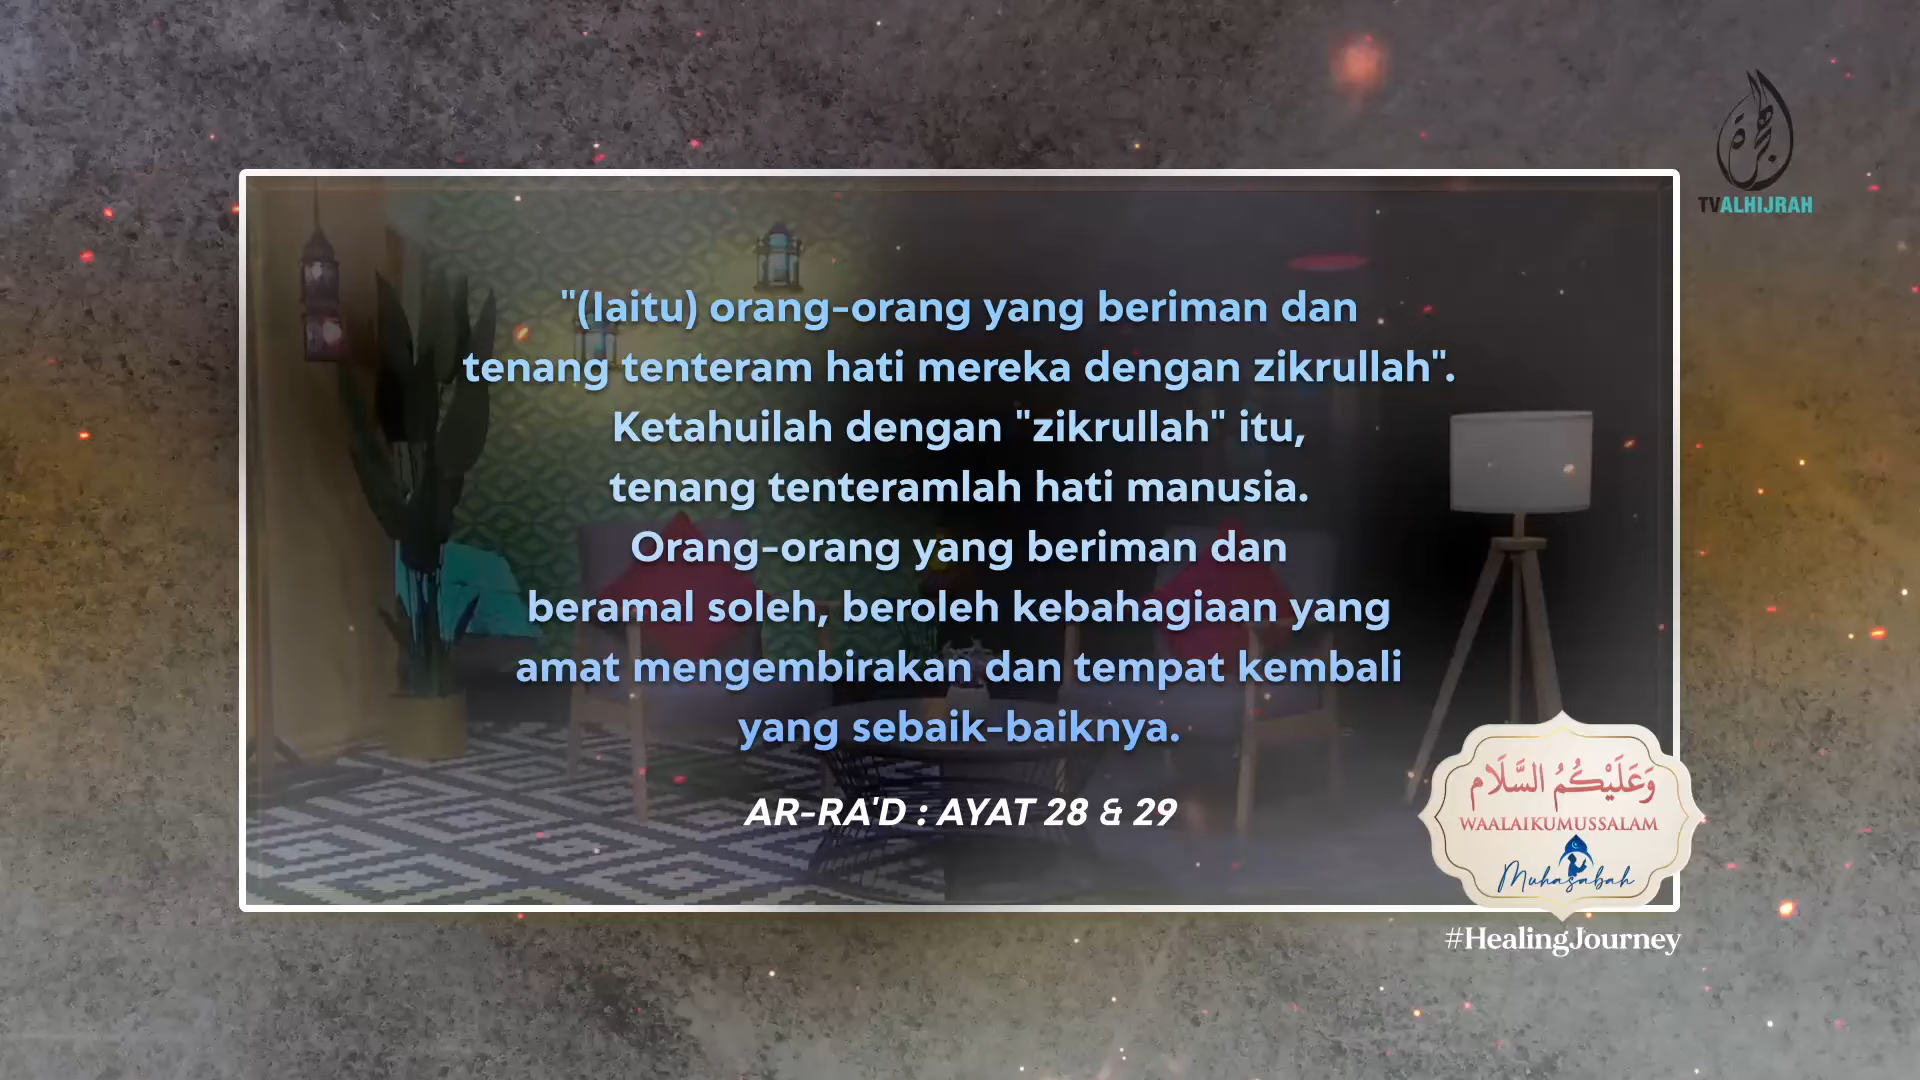 هجرة
TVALHIJRAH
"(Iaitu) orang-orang yang beriman dan
tenang tenteram hati mereka dengan zikrullah".
Ketahuilah dengan "zikrullah" itu,
tenang tenteramlah hati manusia.
Orang-orang yang beriman dan
beramal soleh, beroleh kebahagiaan yang
amat mengembirakan dan tempat kembali
yang sebaik-baiknya.
AR-RA'D : AYAT 28 & 29
وَعَلَيْكُمُ السَّلَام
WAALAIKUMUSSALAM
Muhasabah
#HealingJourney